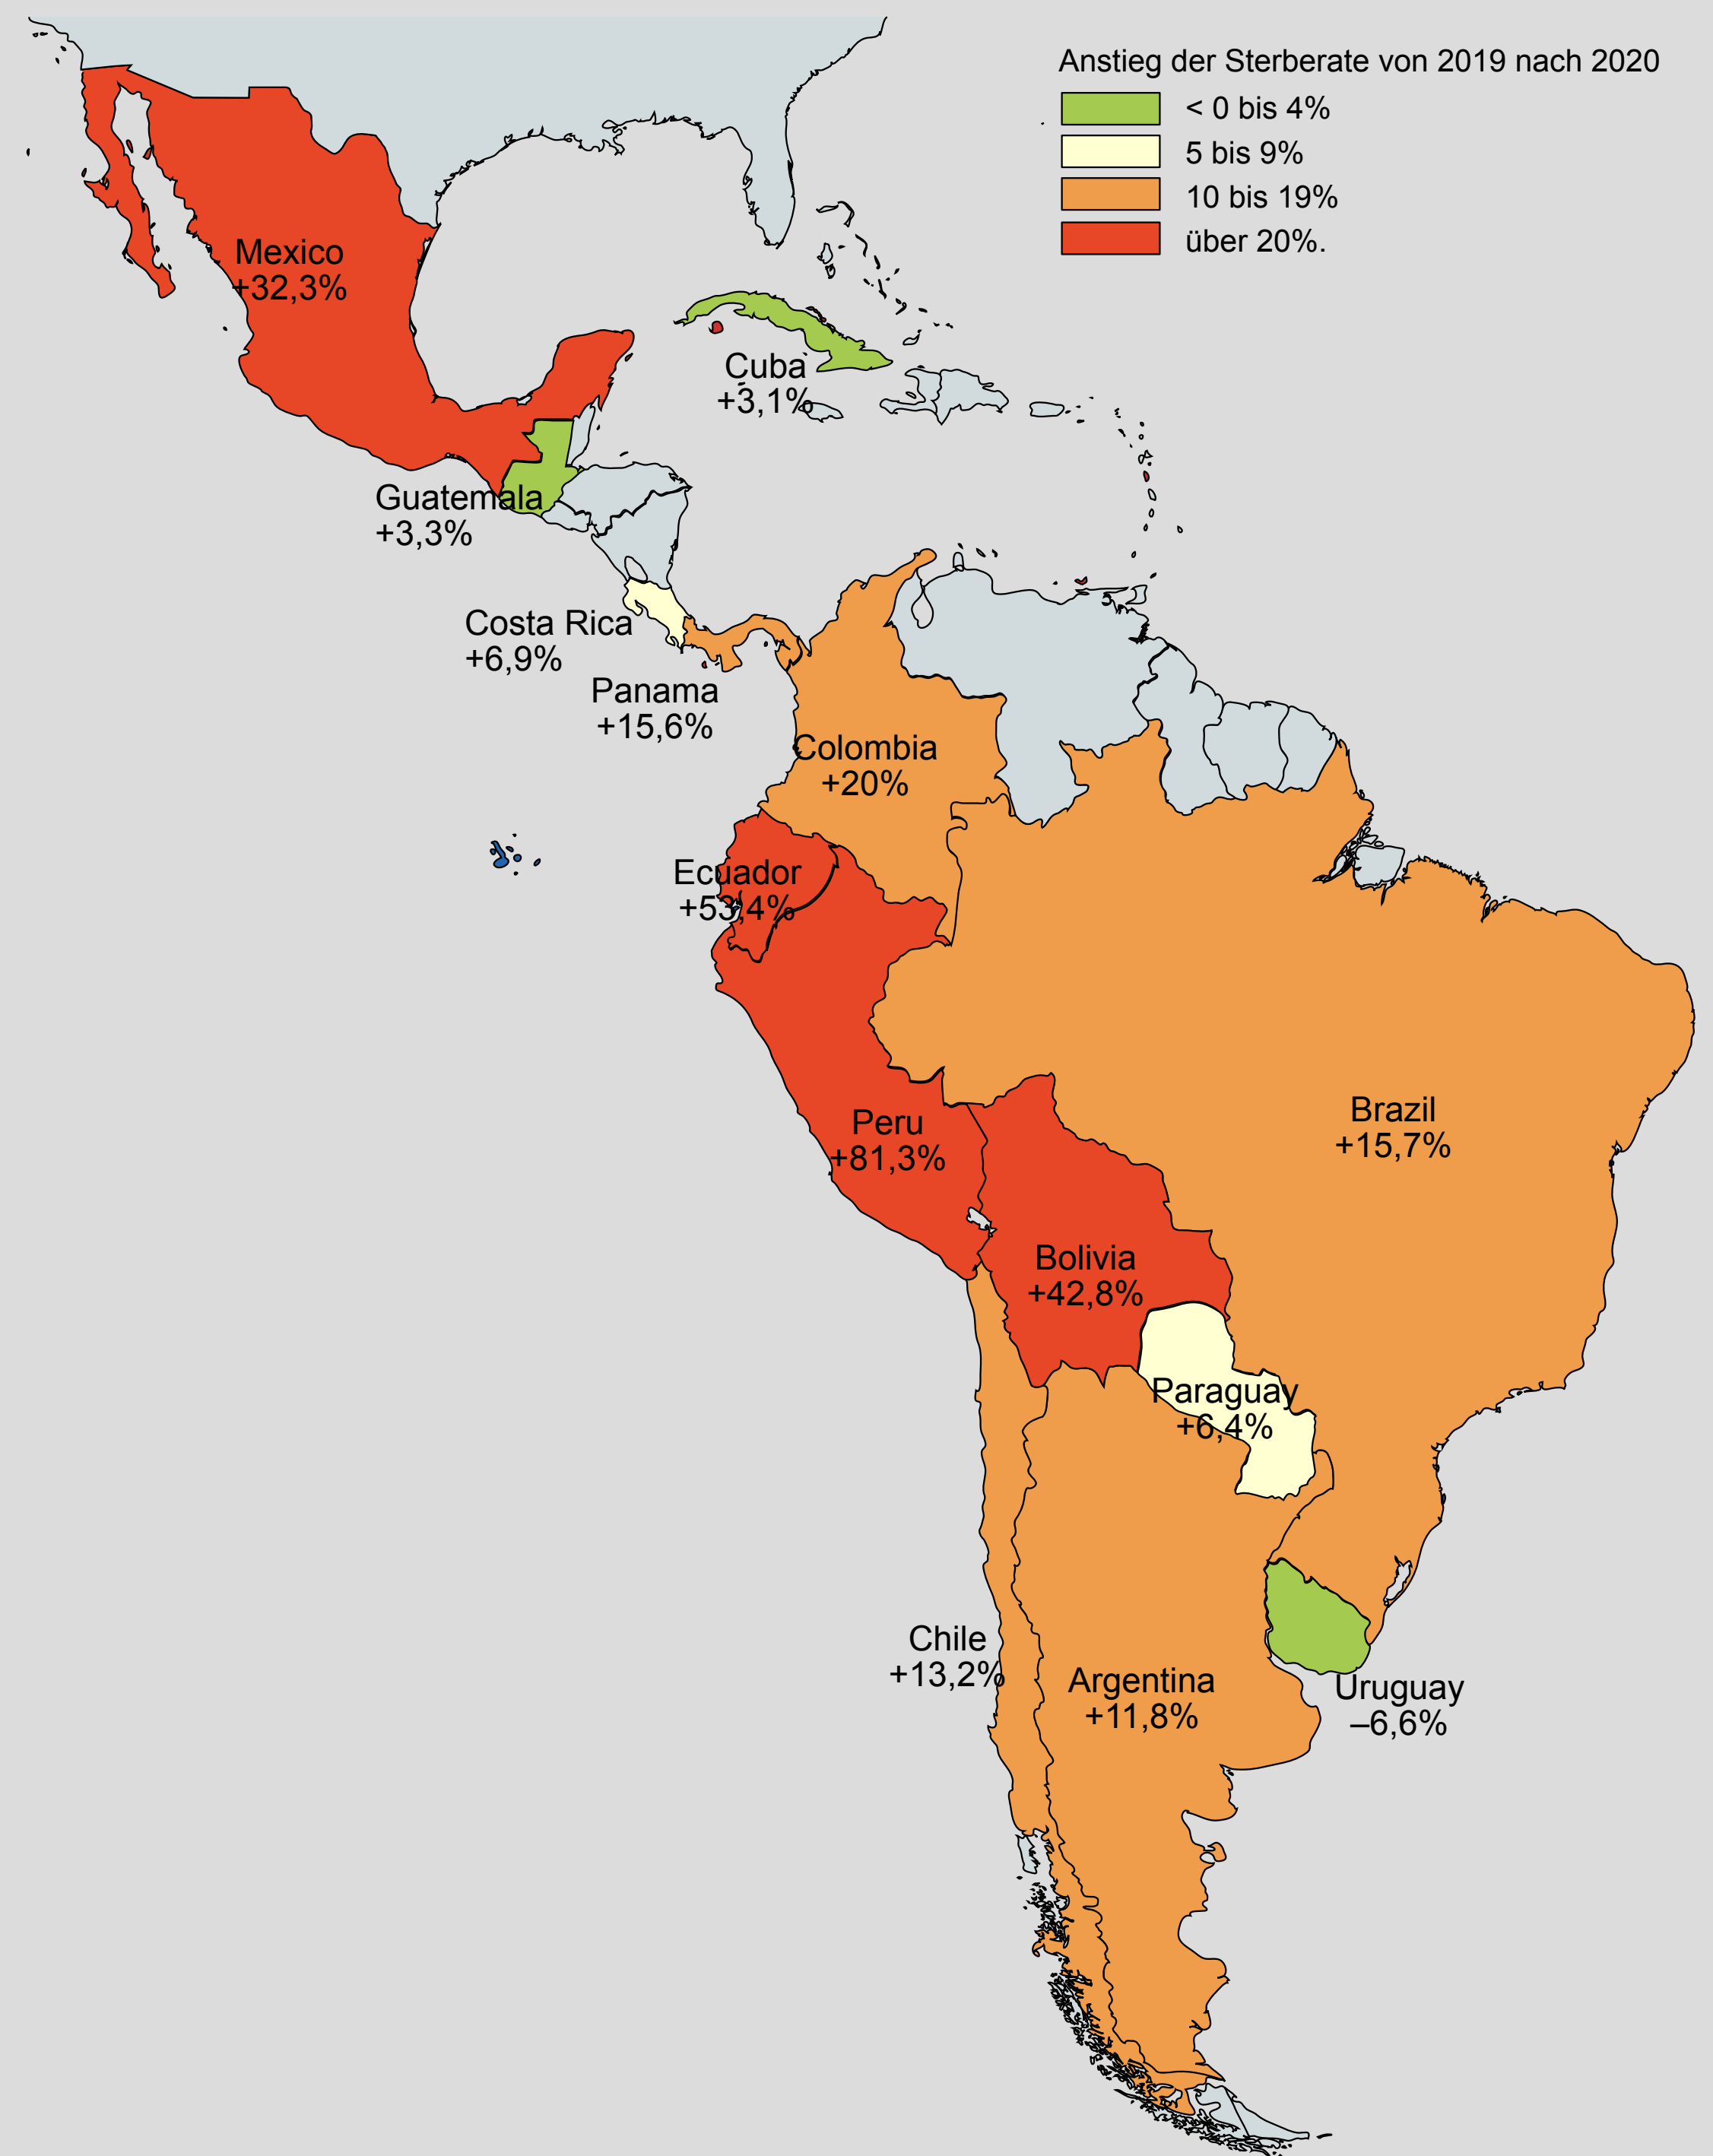 Anstieg der Sterberate von 2019 nach 2020
< 0 bis 4%
5 bis 9%
10 bis 19%
über 20%.
Mexico
+32,3%
Cuba
+3,1%
Guatemala
+3,3%
Costa Rica
+6,9%
Panama
+15,6%
Colombia
+20%
Ecuador
+53,4%
Peru
+81,3%
Brazil
+15,7%
Bolivia
+42,8%
Paraguay
+6,4%
Chile
+13,2%
Argentina
+11,8%
Uruguay
–6,6%